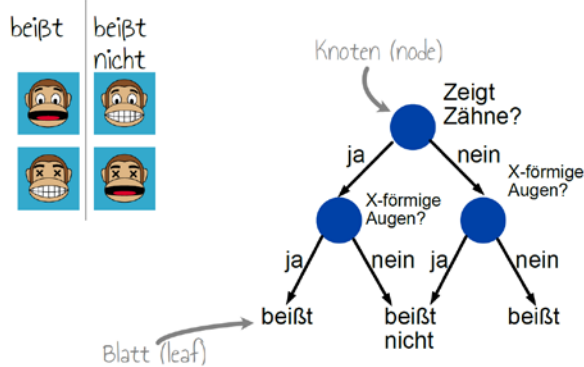 beißt
beißt
nicht
Knoten (node)
Zeigt
Zähne?
ja
nein
X-förmige
Augen?
X-förmige
Augen?
ja
nein
ja
nein
beißt
beißt
nicht
beißt
Blatt (leaf)